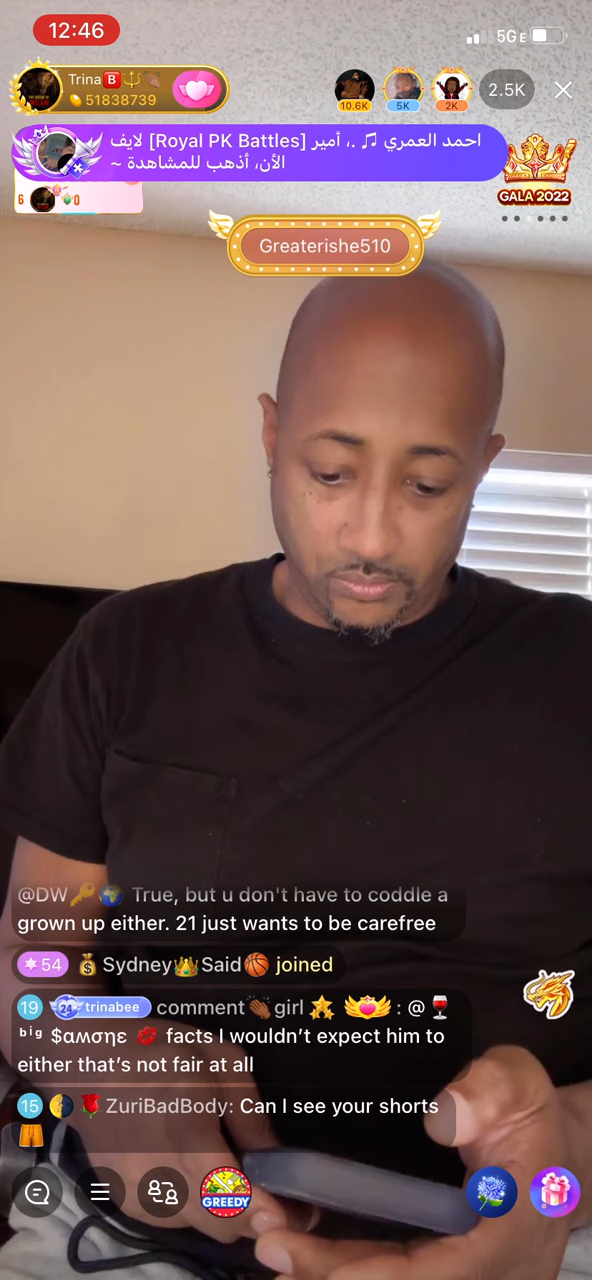 12:46
5G E
Trina🅱️🔱👏🏾
51838739
10.6K
5K
2K
2.5K
احمد العمري 🎵 ،. أمير [Royal PK Battles] لايف
الأن، أذهب للمشاهدة ~
GALA 2022
6
0
Greaterishe510
@DW🔑🌍 True, but u don't have to coddle a
grown up either. 21 just wants to be carefree
54 💰Sydney👑Said🏀 joined
19 24 trinabee comment👏🏾girl⭐ : @🍷
ᵇⁱᵍ $αмσηε 💋 facts I wouldn’t expect him to
either that’s not fair at all
15 🌗🌹ZuriBadBody: Can I see your shorts
🩳
GREEDY